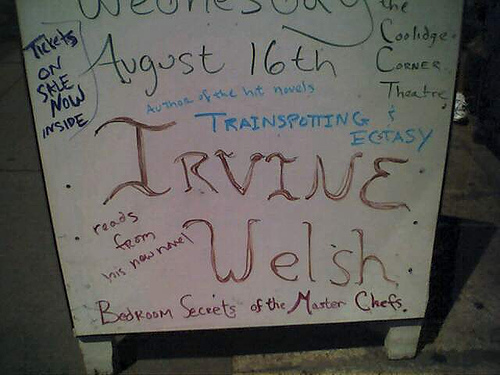 Wednesday
the
Coolidge
Corner
Theatre
Tickets
ON
SALE
NOW
INSIDE
August 16th
Author of the hit novels
TRAINSPOTTING &
ECTASY
IRVINE
Welsh
reads
from
his new novel
Bedroom Secrets of the Master Chefs.